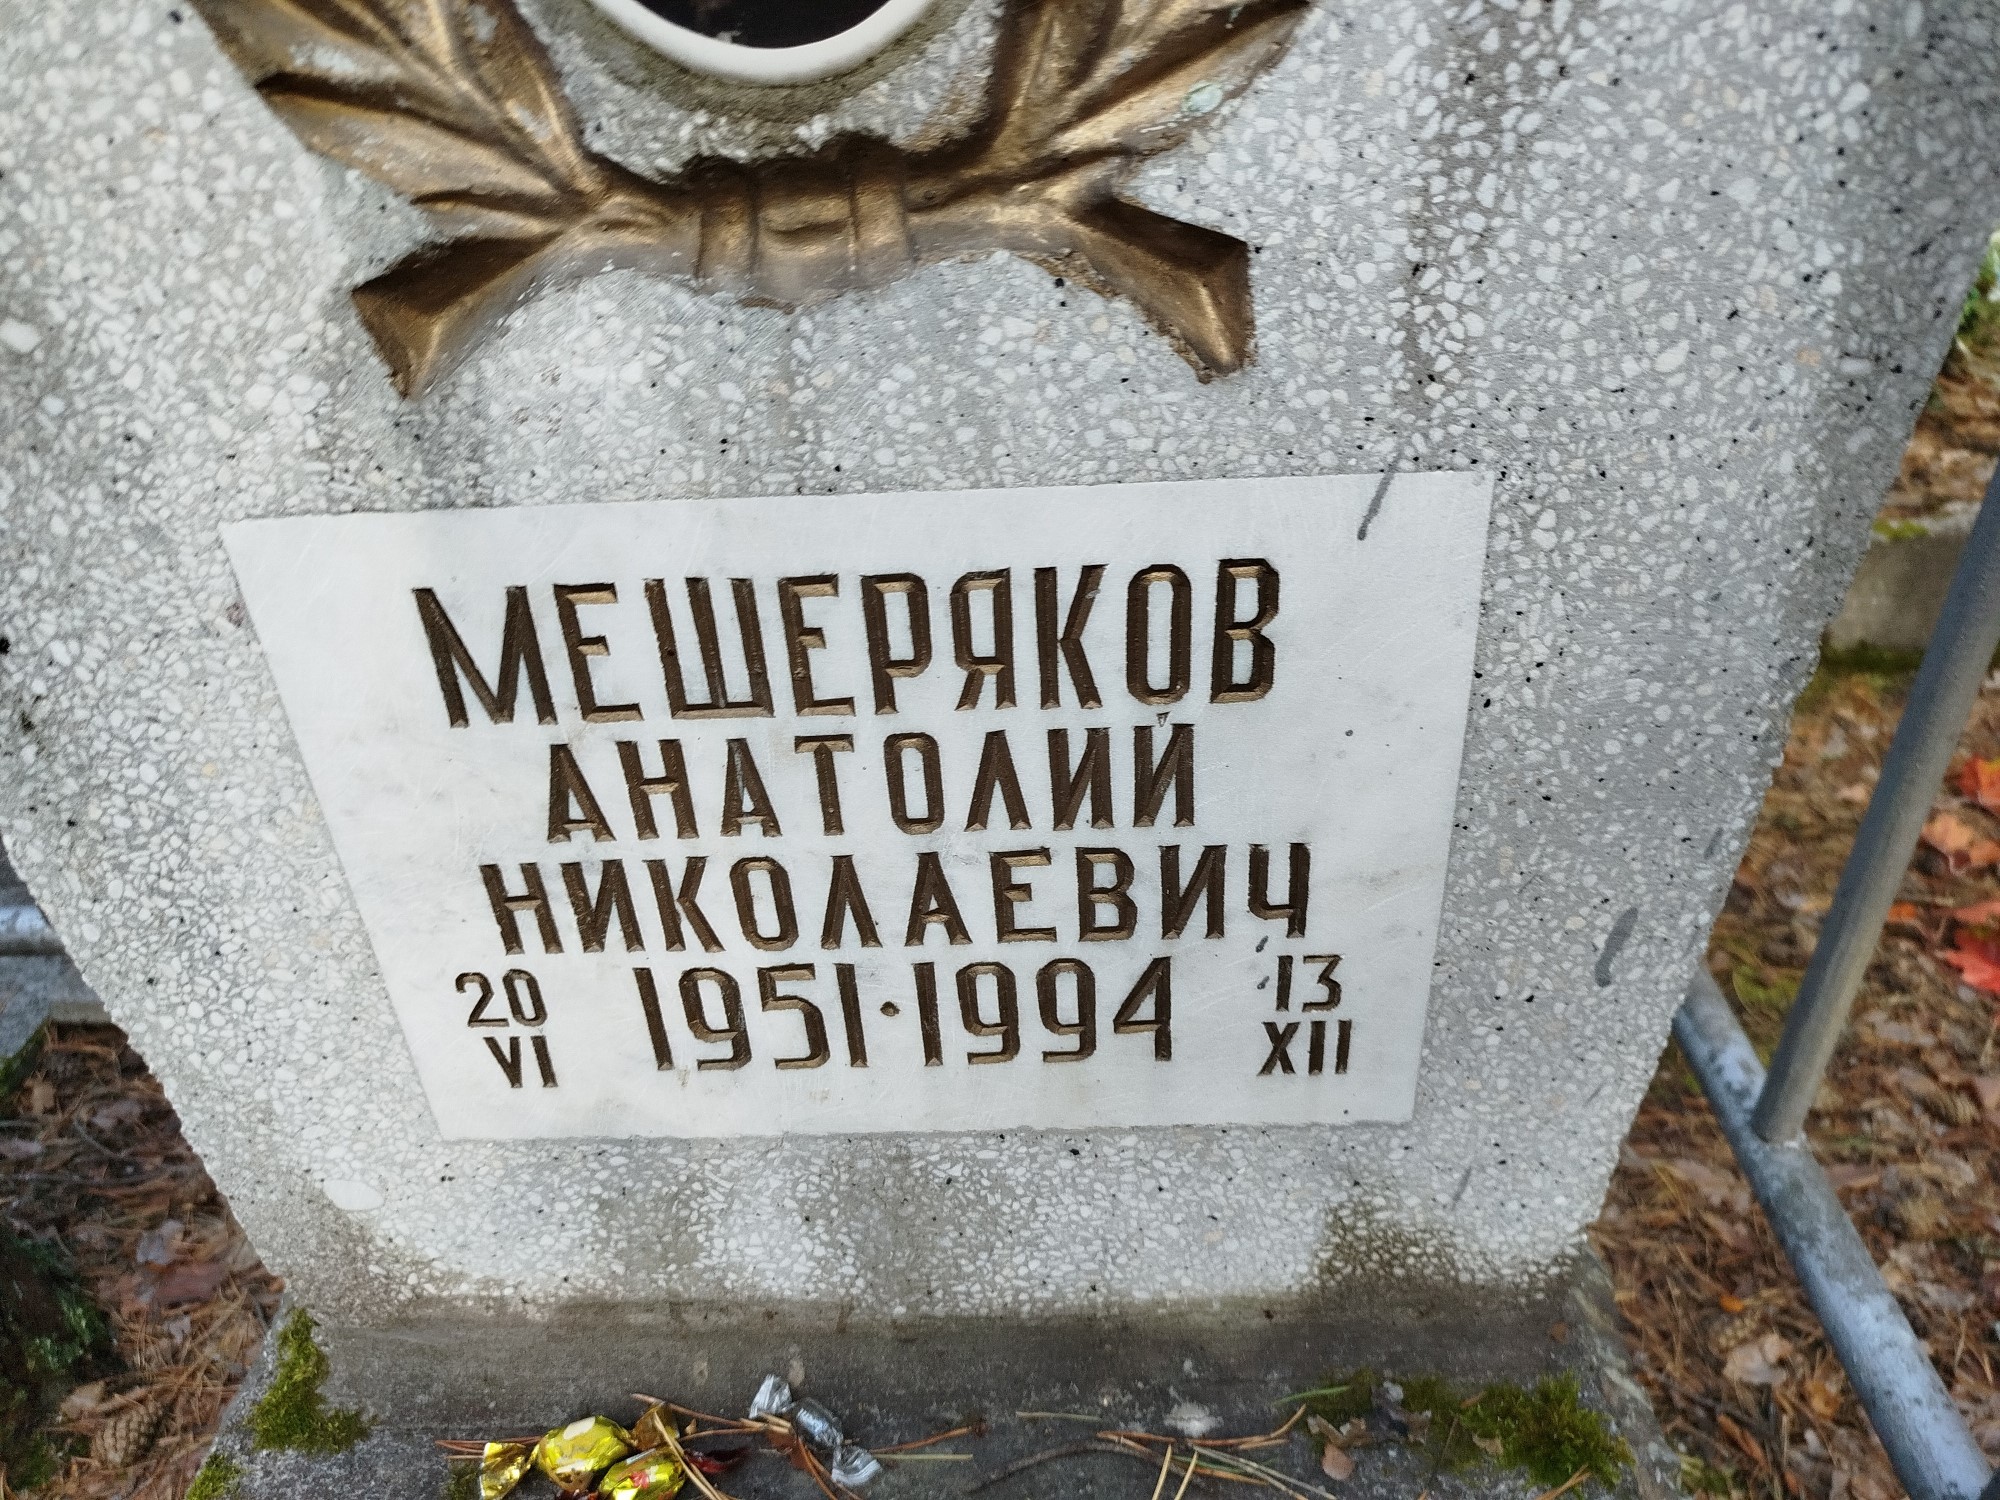 МЕШЕРЯКОВ
АНАТОЛИЙ
НИКОЛАЕВИЧ
20 VI 1951·1994 13 XII